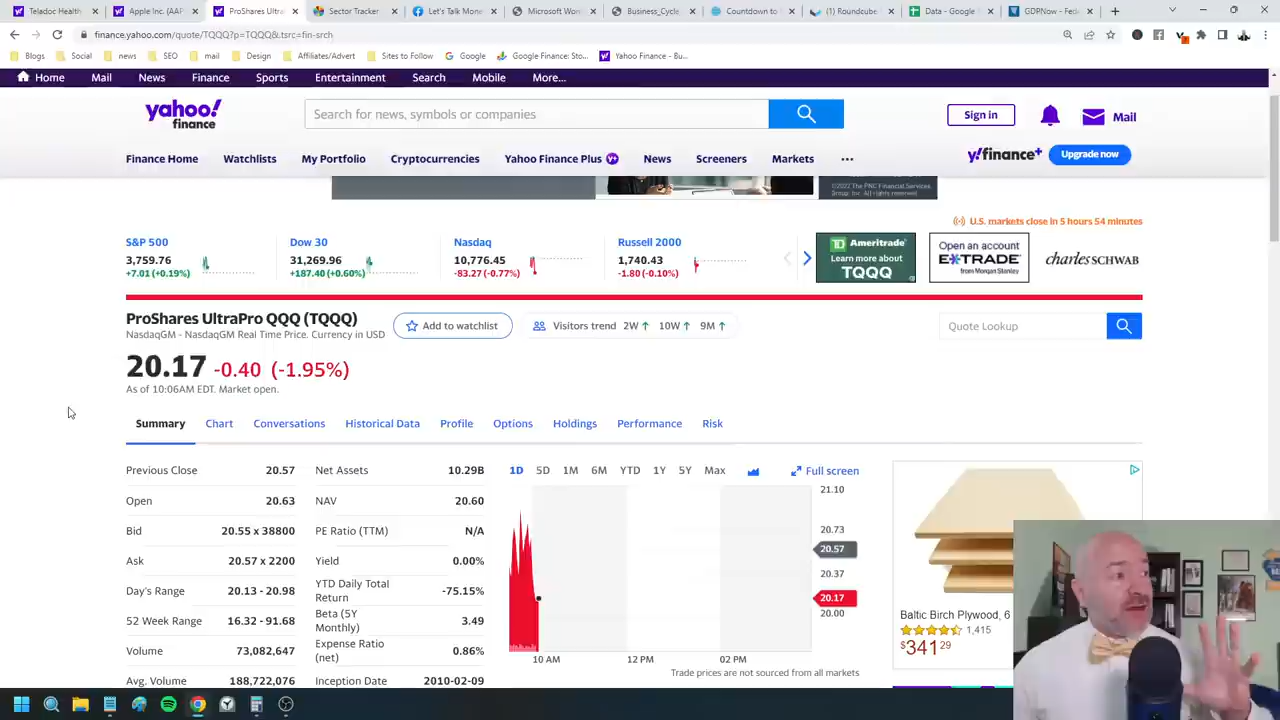 Teladoc Health
Apple Inc. (AAP
ProShares UltraPro
Sector Tracker
Let's Talk Mone
Microsoft Wor
Business_Cycle
Countdown to
Roundcube
Data - Google
GDPNow - Fed
finance.yahoo.com/quote/TQQQ?p=TQQQ&tsrc=fin-srch
Blogs
Social
news
SEO
mail
Design
Affiliates/Advert
Sites to Follow
Google
Google Finance: Sto...
Yahoo Finance - Bu...
Home
Mail
News
Finance
Sports
Entertainment
Search
Mobile
More...
yahoo!
finance
Search for news, symbols or companies
Sign in
Mail
Finance Home
Watchlists
My Portfolio
Cryptocurrencies
Yahoo Finance Plus
News
Screeners
Markets
...
y!finance+
Upgrade now
©2022 The PNC Financial Services
Group, Inc. All rights reserved.
U.S. markets close in 5 hours 54 minutes
S&P 500
3,759.76
+7.01 (+0.19%)
Dow 30
31,269.96
+187.40 (+0.60%)
Nasdaq
10,776.45
-83.27 (-0.77%)
Russell 2000
1,740.43
-1.80 (-0.10%)
TD Ameritrade
Learn more about
TQQQ
Open an account
E*TRADE
from Morgan Stanley
charles SCHWAB
ProShares UltraPro QQQ (TQQQ)
NasdaqGM - NasdaqGM Real Time Price. Currency in USD
Add to watchlist
Visitors trend 2W 10W 9M
Quote Lookup
20.17 -0.40 (-1.95%)
As of 10:06AM EDT. Market open.
Summary
Chart
Conversations
Historical Data
Profile
Options
Holdings
Performance
Risk
Previous Close 20.57
Open 20.63
Bid 20.55 x 38800
Ask 20.57 x 2200
Day's Range 20.13 - 20.98
52 Week Range 16.32 - 91.68
Volume 73,082,647
Avg. Volume 188,722,076
Net Assets 10.29B
NAV 20.60
PE Ratio (TTM) N/A
Yield 0.00%
YTD Daily Total
Return -75.15%
Beta (5Y
Monthly) 3.49
Expense Ratio
(net) 0.86%
Inception Date 2010-02-09
1D 5D 1M 6M YTD 1Y 5Y Max
Full screen
21.10
20.73
20.57
20.37
20.17
20.00
10 AM
12 PM
02 PM
Trade prices are not sourced from all markets
Baltic Birch Plywood, 6
1,415
$341 29